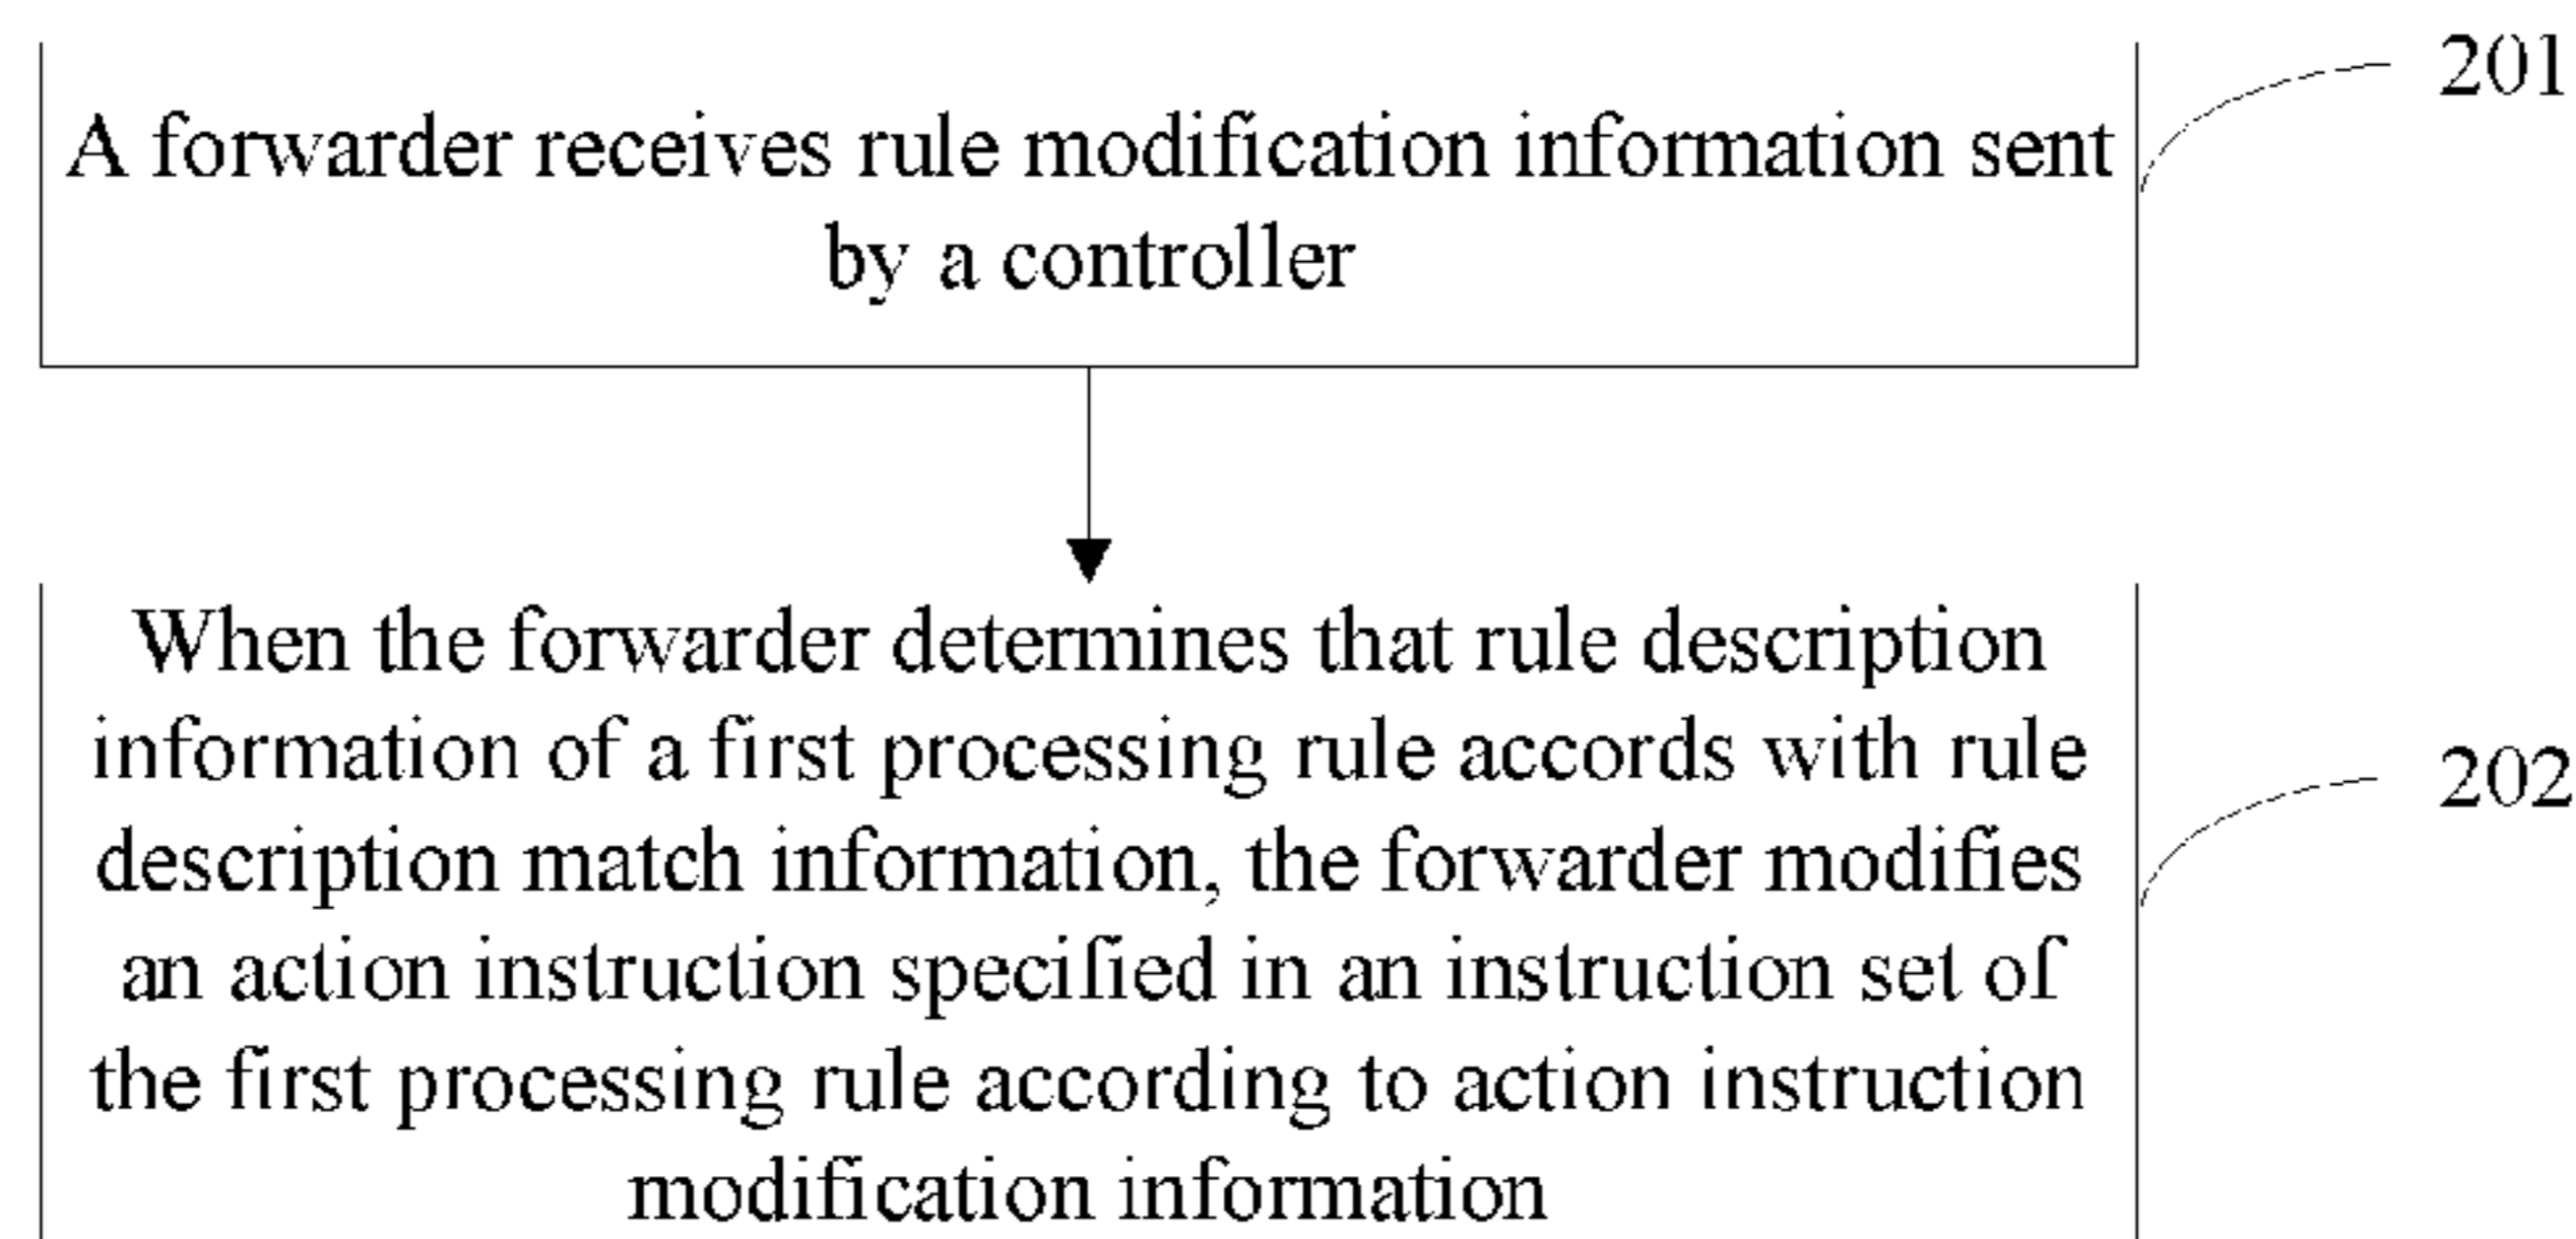 201
A forwarder receives rule modification information sent
by a controller
When the forwarder determines that rule description
information of a first processing rule accords with rule
202
description match information, the forwarder modifies
an action instruction specified in an instruction set of
the first processing rule according to action instruction
modification information